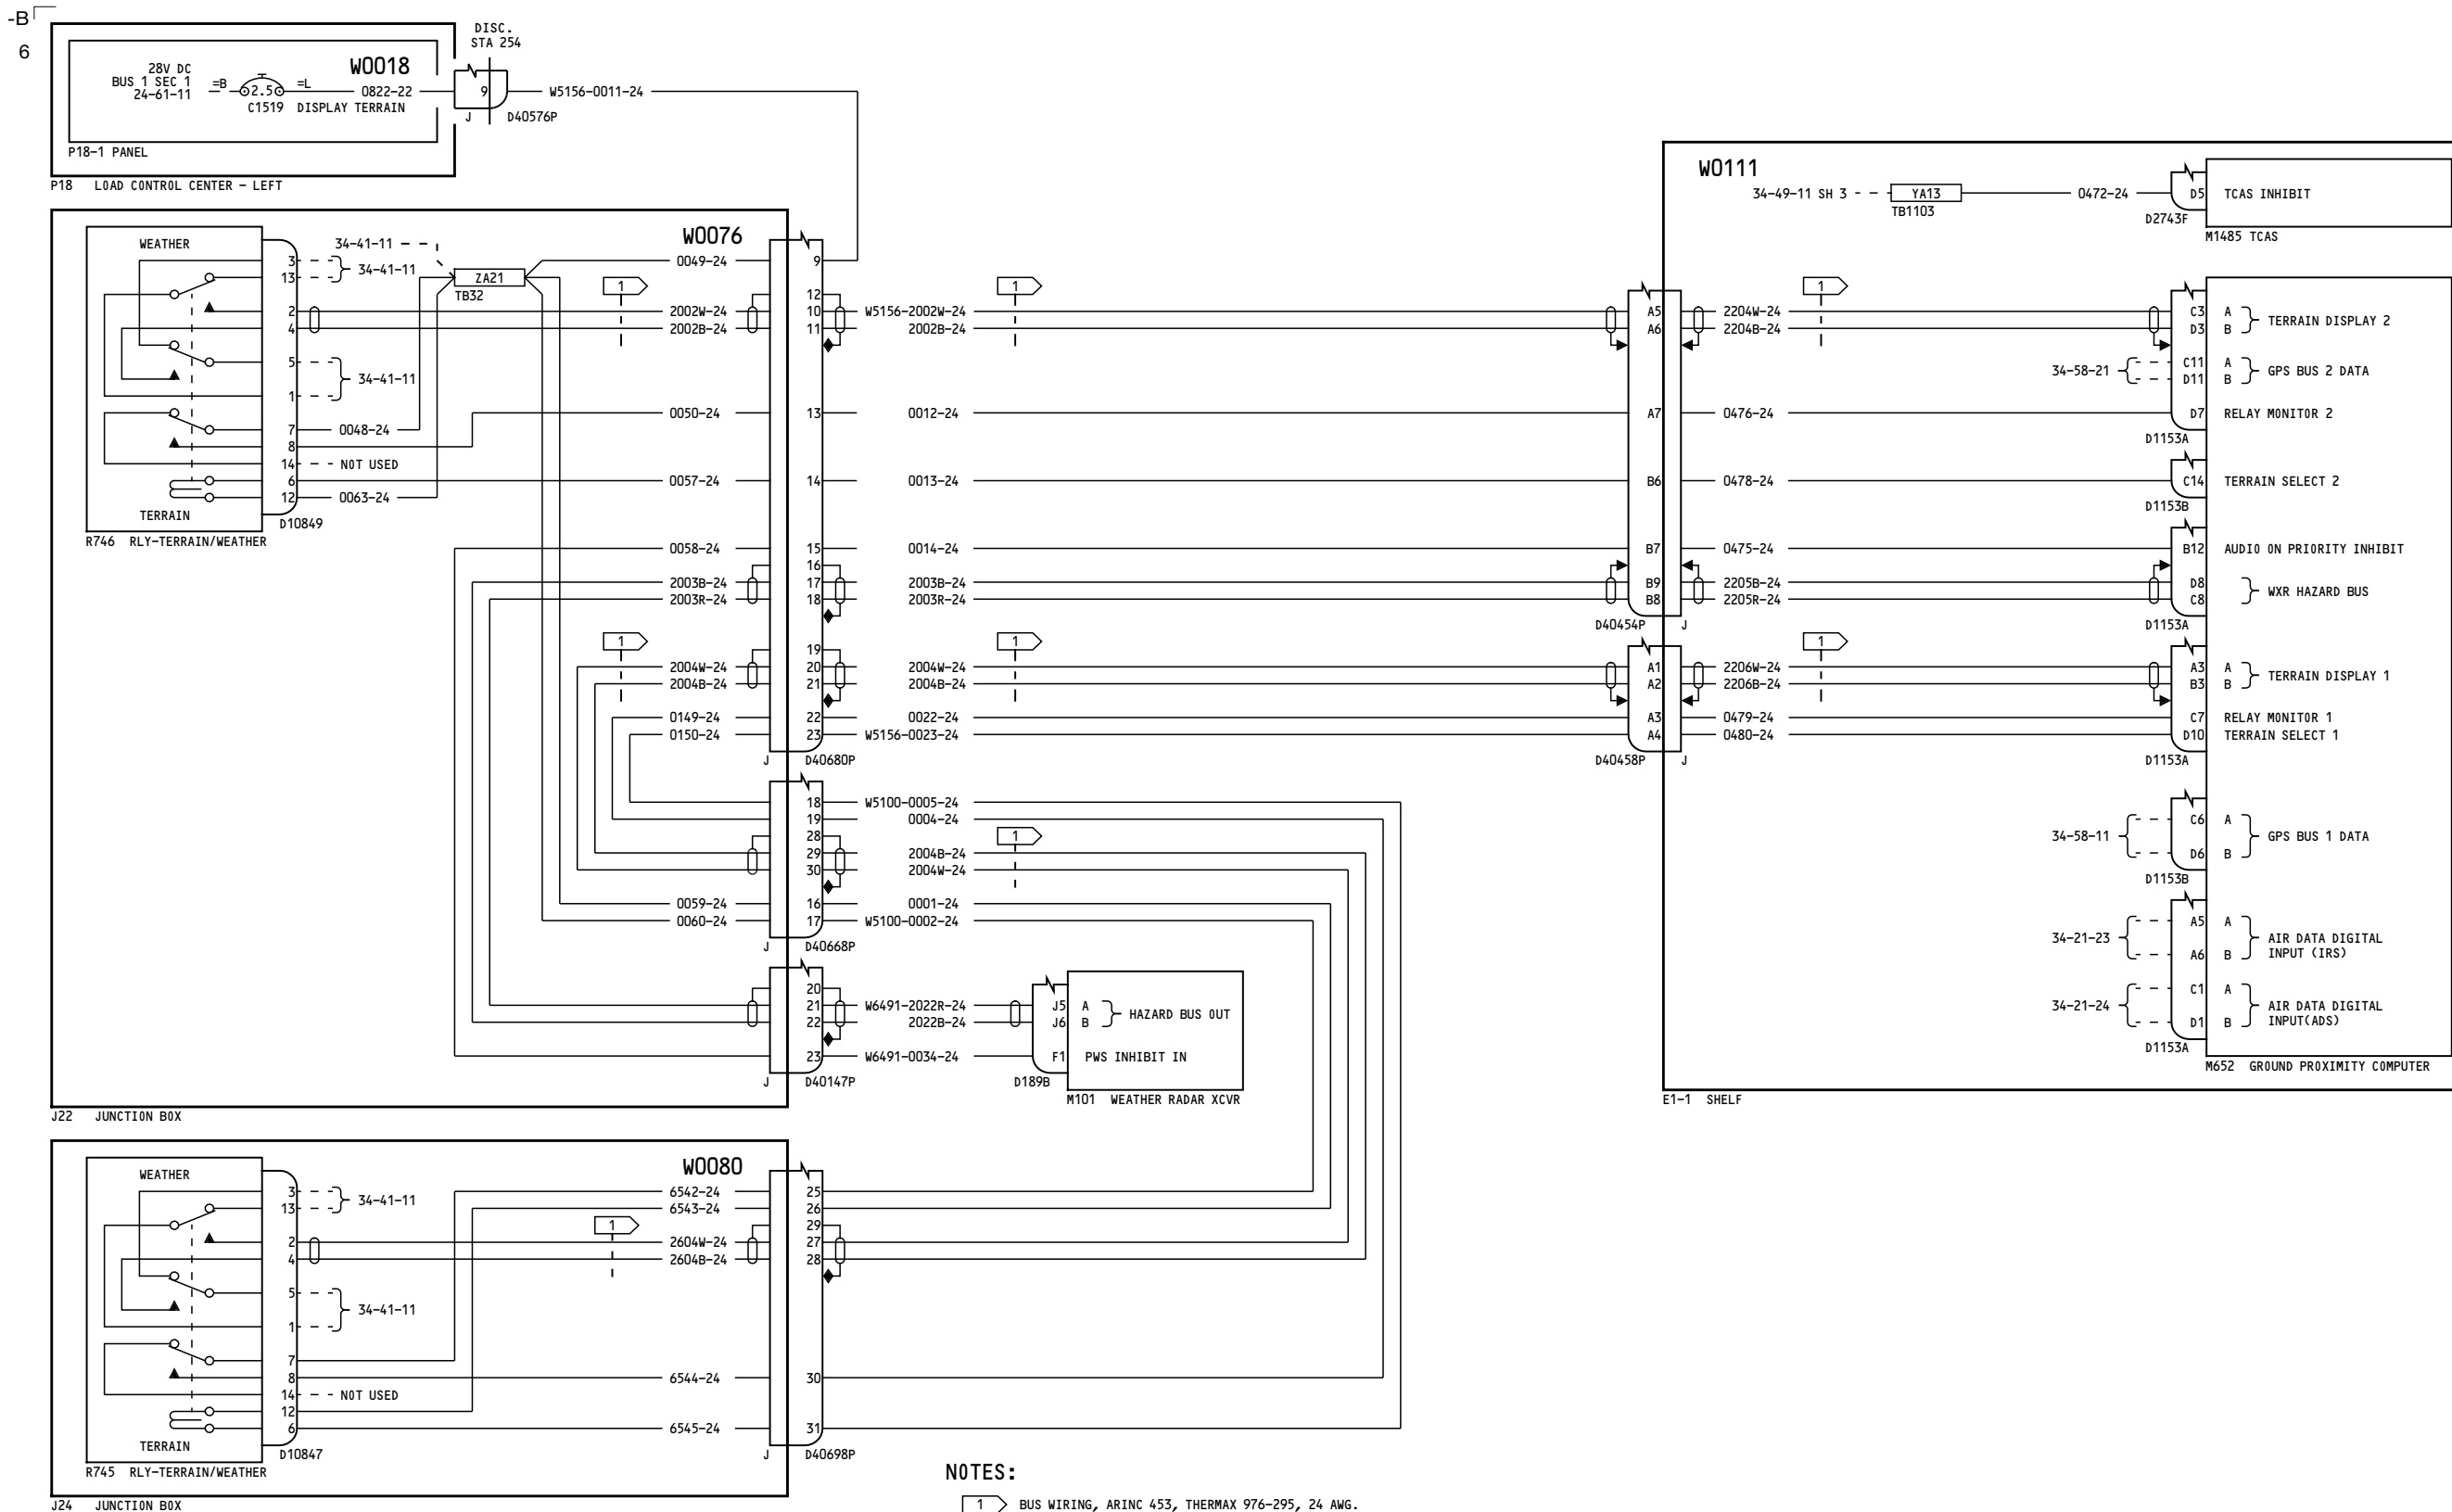 -B
6
DISC.
STA 254
28V DC
BUS 1 SEC 1
24-61-11
=B
2.5
=L
C1519 DISPLAY TERRAIN
W0018
0822-22
9
J
D40576P
W5156-0011-24
P18-1 PANEL
P18 LOAD CONTROL CENTER - LEFT
WEATHER
3
13
2
4
5
1
7
8
14
6
12
TERRAIN
D10849
R746 RLY-TERRAIN/WEATHER
34-41-11
34-41-11
34-41-11
0048-24
NOT USED
0063-24
ZA21
TB32
W0076
1
0049-24
2002W-24
2002B-24
0050-24
0057-24
0058-24
2003B-24
2003R-24
1
2004W-24
2004B-24
0149-24
0150-24
9
12
10
11
13
14
15
16
17
18
19
20
21
22
23
J
D40680P
1
W5156-2002W-24
2002B-24
0012-24
0013-24
0014-24
2003B-24
2003R-24
1
2004W-24
2004B-24
0022-24
W5156-0023-24
0059-24
0060-24
18
19
28
29
30
16
17
J
D40668P
W5100-0005-24
0004-24
1
2004B-24
2004W-24
0001-24
W5100-0002-24
20
21
22
23
J
D40147P
W6491-2022R-24
2022B-24
W6491-0034-24
J5 A
J6 B
HAZARD BUS OUT
F1 PWS INHIBIT IN
D189B
M101 WEATHER RADAR XCVR
J22 JUNCTION BOX
A5
A6
A7
B6
B7
B9
B8
D40454P
J
A1
A2
A3
A4
D40458P
J
W0111
34-49-11 SH 3
YA13
TB1103
0472-24
D5 TCAS INHIBIT
D2743F
M1485 TCAS
1
2204W-24
2204B-24
0476-24
0478-24
0475-24
2205B-24
2205R-24
1
2206W-24
2206B-24
0479-24
0480-24
C3 A
D3 B
TERRAIN DISPLAY 2
34-58-21
C11 A
D11 B
GPS BUS 2 DATA
D7 RELAY MONITOR 2
D1153A
C14 TERRAIN SELECT 2
D1153B
B12 AUDIO ON PRIORITY INHIBIT
D8
C8
WXR HAZARD BUS
D1153A
A3 A
B3 B
TERRAIN DISPLAY 1
C7 RELAY MONITOR 1
D10 TERRAIN SELECT 1
D1153A
34-58-11
C6 A
D6 B
GPS BUS 1 DATA
D1153B
34-21-23
A5 A
A6 B
AIR DATA DIGITAL
INPUT (IRS)
34-21-24
C1 A
D1 B
AIR DATA DIGITAL
INPUT(ADS)
D1153A
M652 GROUND PROXIMITY COMPUTER
E1-1 SHELF
WEATHER
3
13
2
4
5
1
7
8
14
12
6
TERRAIN
D10847
R745 RLY-TERRAIN/WEATHER
34-41-11
34-41-11
NOT USED
W0080
6542-24
6543-24
1
2604W-24
2604B-24
6544-24
6545-24
25
26
29
27
28
30
31
J
D40698P
J24 JUNCTION BOX
NOTES:
1 BUS WIRING, ARINC 453, THERMAX 976-295, 24 AWG.